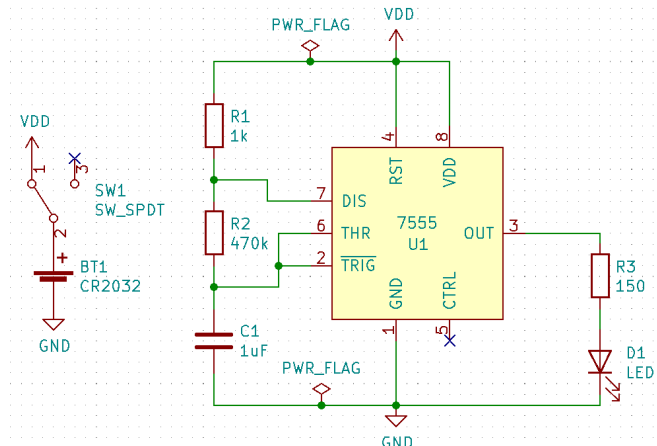 PWR_FLAG
VDD
R1
1k
4
RST
8
VDD
VDD
1
3
SW1
SW_SPDT
2
+
BT1
CR2032
GND
7
DIS
R2
470k
6
THR
7555
U1
OUT
3
2
TRIG
R3
150
GND
CTRL
1
5
C1
1uF
PWR_FLAG
D1
LED
GND